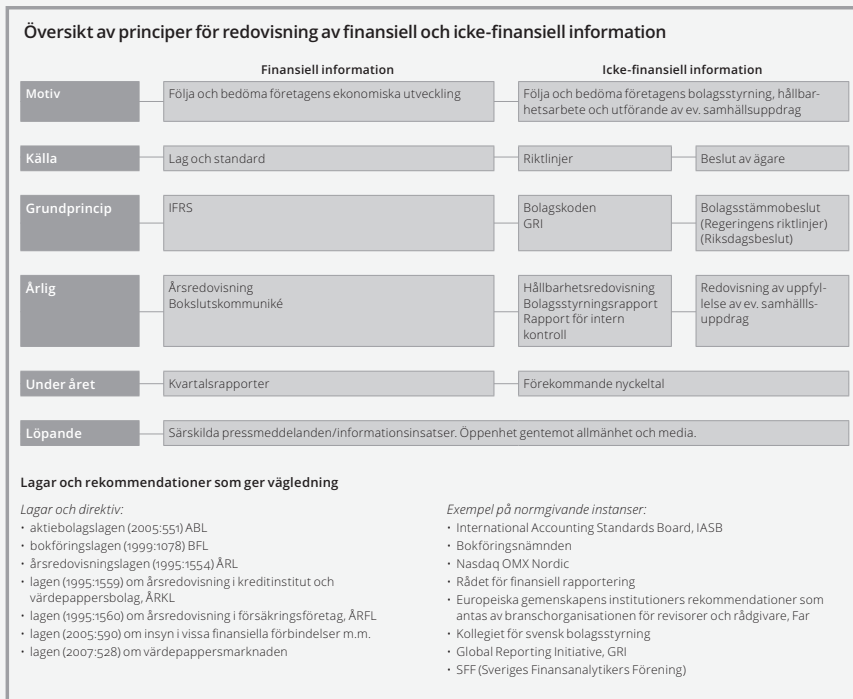 Översikt av principer för redovisning av finansiell och icke-finansiell information
Finansiell information
Icke-finansiell information
Motiv
Följa och bedöma företagens ekonomiska utveckling
Följa och bedöma företagens bolagsstyrning, hållbar-
hetsarbete och utförande av ev. samhällsuppdrag
Källa
Lag och standard
Riktlinjer
Beslut av ägare
Grundprincip
IFRS
Bolagskoden
GRI
Bolagsstämmobeslut
(Regeringens riktlinjer)
(Riksdagsbeslut)
Årlig
Årsredovisning
Bokslutskommuniké
Hållbarhetsredovisning
Bolagsstyrningsrapport
Rapport för intern
kontroll
Redovisning av uppfyl-
lelse av ev. samhälls-
uppdrag
Under året
Kvartalsrapporter
Förekommande nyckeltal
Löpande
Särskilda pressmeddelanden/informationsinsatser. Öppenhet gentemot allmänhet och media.
Lagar och rekommendationer som ger vägledning
Lagar och direktiv:
• aktiebolagslagen (2005:551) ABL
• bokföringslagen (1999:1078) BFL
• årsredovisningslagen (1995:1554) ÅRL
• lagen (1995:1559) om årsredovisning i kreditinstitut och
värdepappersbolag, ÅRKL
• lagen (1995:1560) om årsredovisning i försäkringsföretag, ÅRFL
• lagen (2005:590) om insyn i vissa finansiella förbindelser m.m.
• lagen (2007:528) om värdepappersmarknaden
Exempel på normgivande instanser:
• International Accounting Standards Board, IASB
• Bokföringsnämnden
• Nasdaq OMX Nordic
• Rådet för finansiell rapportering
• Europeiska gemenskapens institutioners rekommendationer som
antas av branschorganisationen för revisorer och rådgivare, Far
• Kollegiet för svensk bolagsstyrning
• Global Reporting Initiative, GRI
• SFF (Sveriges Finansanalytikers Förening)